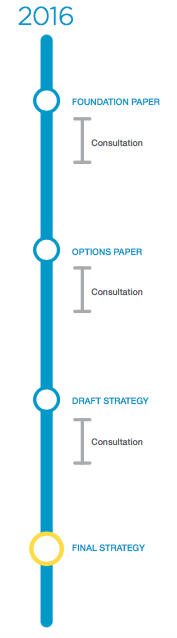 2016
FOUNDATION PAPER
Consultation
OPTIONS PAPER
Consultation
DRAFT STRATEGY
Consultation
FINAL STRATEGY